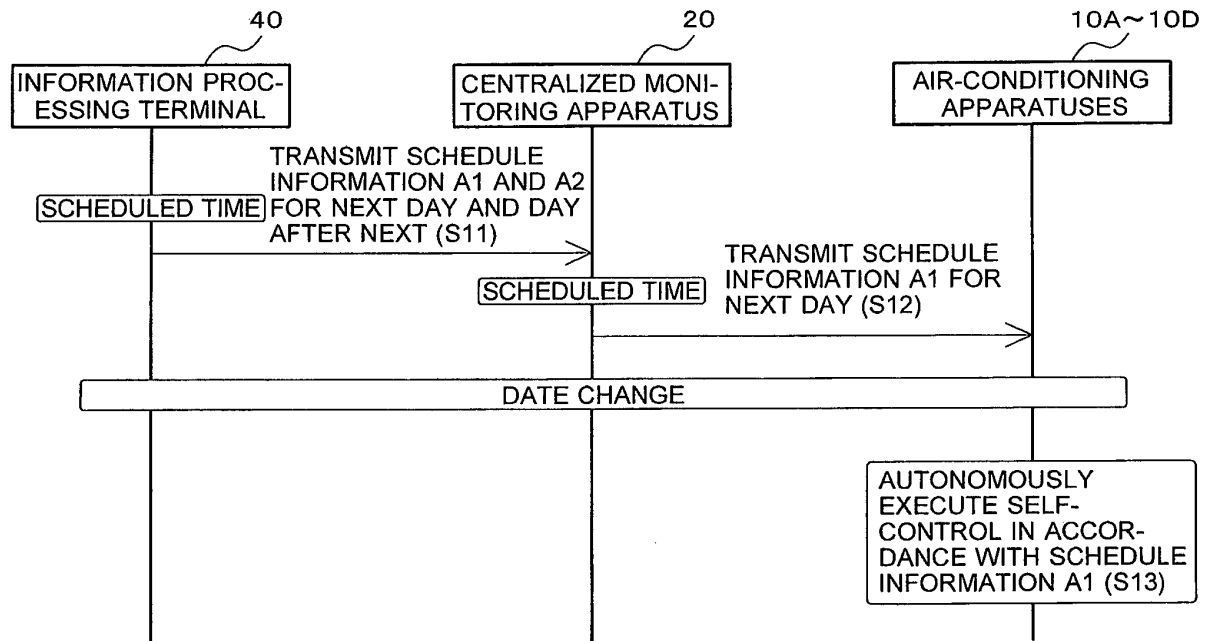 40
20
10A~10D
INFORMATION PROC-
ESSING TERMINAL
CENTRALIZED MONI-
TORING APPARATUS
AIR-CONDITIONING
APPARATUSES
TRANSMIT SCHEDULE
INFORMATION A1 AND A2
FOR NEXT DAY AND DAY
AFTER NEXT (S11)
SCHEDULED TIME
TRANSMIT SCHEDULE
INFORMATION A1 FOR
NEXT DAY (S12)
SCHEDULED TIME
DATE CHANGE
AUTONOMOUSLY
EXECUTE SELF-
CONTROL IN ACCOR-
DANCE WITH SCHEDULE
INFORMATION A1 (S13)